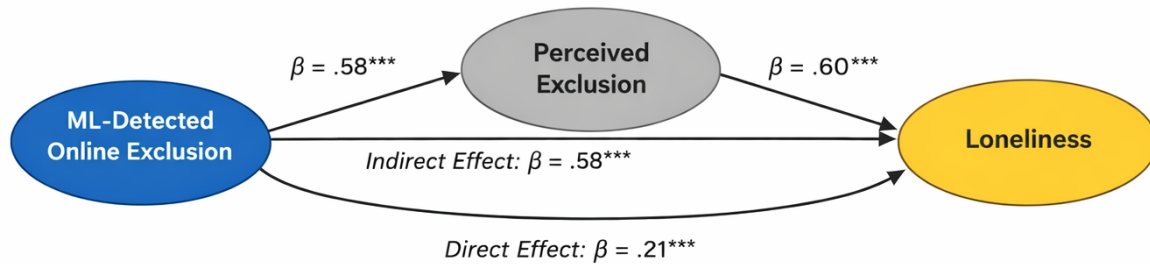 Perceived
Exclusion
β = .58***
β = .60***
ML-Detected
Online Exclusion
Loneliness
Indirect Effect: β = .58***
Direct Effect: β = .21***